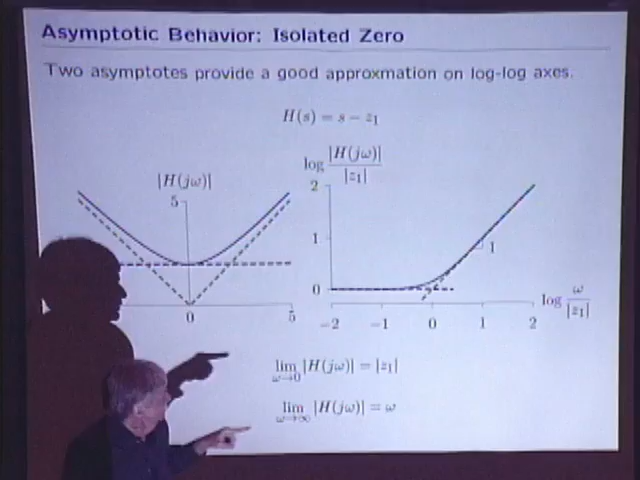 Asymptotic Behavior: Isolated Zero
Two asymptotes provide a good approxmation on log-log axes.
H(s) = s − z₁
|H(jω)|
5
0
5
log |H(jω)| / |z₁|
2
1
0
1
−2 −1 0 1 2
log ω / |z₁|
lim ω→0 |H(jω)| = |z₁|
lim ω→∞ |H(jω)| = ω